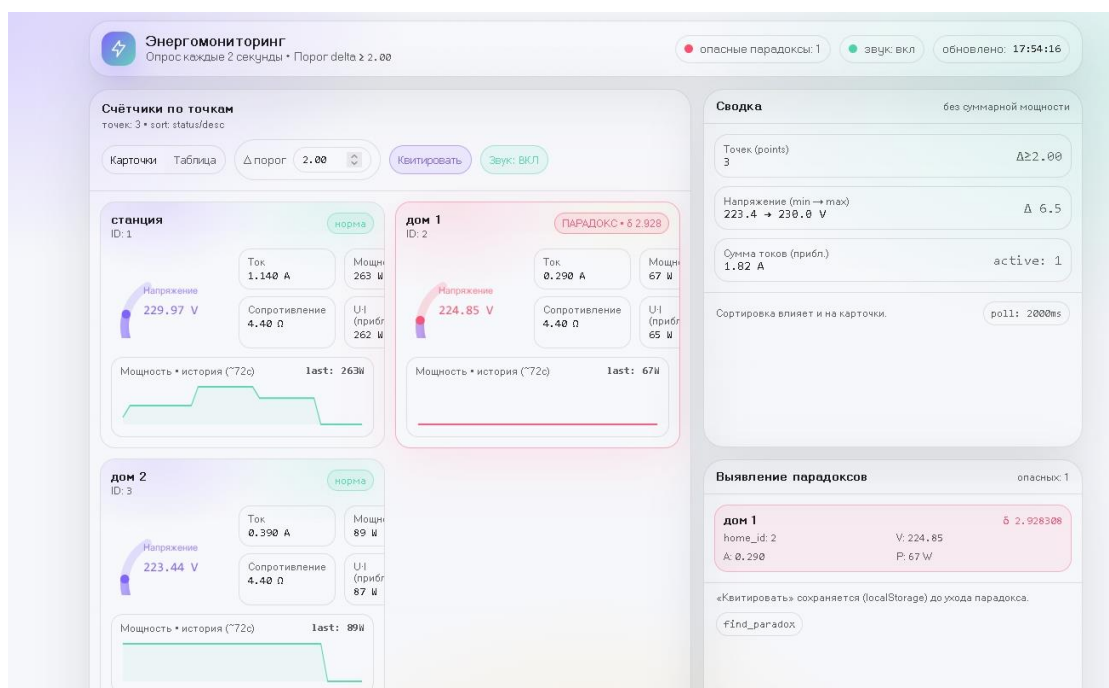 Энергомониторинг
Опрос каждые 2 секунды • Порог delta ≥ 2.00
опасные парадоксы: 1
звук: вкл
обновлено: 17:54:16
Счётчики по точкам
точек: 3 • sort: status/desc
Карточки Таблица
Δ порог 2.00
Квитировать
Звук: ВКЛ
станция
ID: 1
норма
Напряжение
229.97 V
Ток
1.140 A
Мощн
263 W
Сопротивление
4.40 Ω
U·I
(прибл
262 W
Мощность • история (~72с) last: 263W
дом 1
ID: 2
ПАРАДОКС • δ 2.928
Напряжение
224.85 V
Ток
0.290 A
Мощн
67 W
Сопротивление
4.40 Ω
U·I
(прибл
65 W
Мощность • история (~72с) last: 67W
дом 2
ID: 3
норма
Напряжение
223.44 V
Ток
0.390 A
Мощн
89 W
Сопротивление
4.40 Ω
U·I
(прибл
87 W
Мощность • история (~72с) last: 89W
Сводка
без суммарной мощности
Точек (points)
3
Δ≥2.00
Напряжение (min → max)
223.4 → 230.0 V
Δ 6.5
Сумма токов (прибл.)
1.82 A
active: 1
Сортировка влияет и на карточки.
poll: 2000ms
Выявление парадоксов
опасных: 1
дом 1
δ 2.928308
home_id: 2 V: 224.85
A: 0.290 P: 67 W
«Квитировать» сохраняется (localStorage) до ухода парадокса.
find_paradox